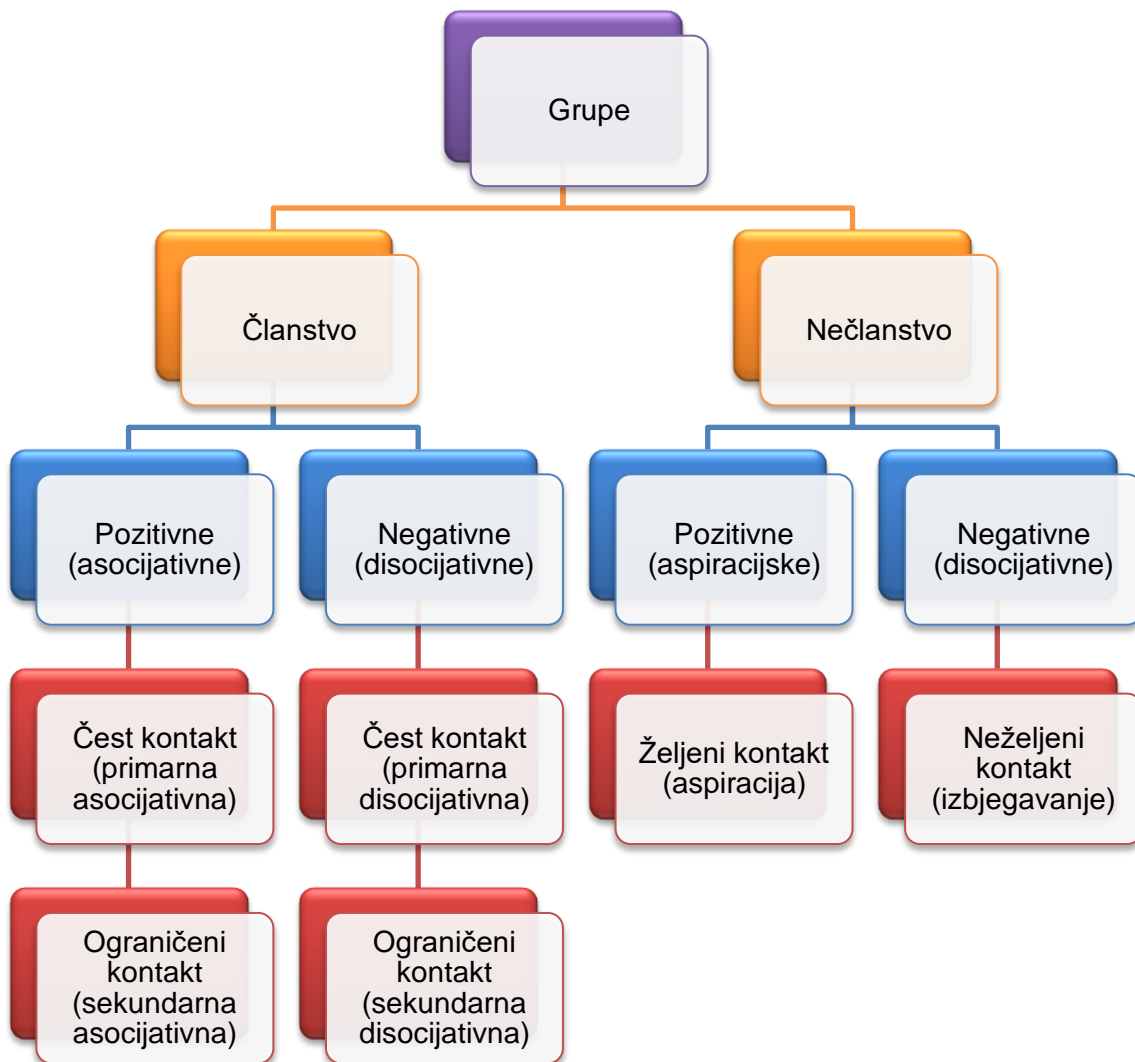 Grupe
Članstvo
Nečlanstvo
Pozitivne
(asocijativne)
Negativne
(disocijativne)
Pozitivne
(aspiracijske)
Negativne
(disocijativne)
Čest kontakt
(primarna
asocijativna)
Čest kontakt
(primarna
disocijativna)
Željeni kontakt
(aspiracija)
Neželjeni
kontakt
(izbjegavanje)
Ograničeni
kontakt
(sekundarna
asocijativna)
Ograničeni
kontakt
(sekundarna
disocijativna)